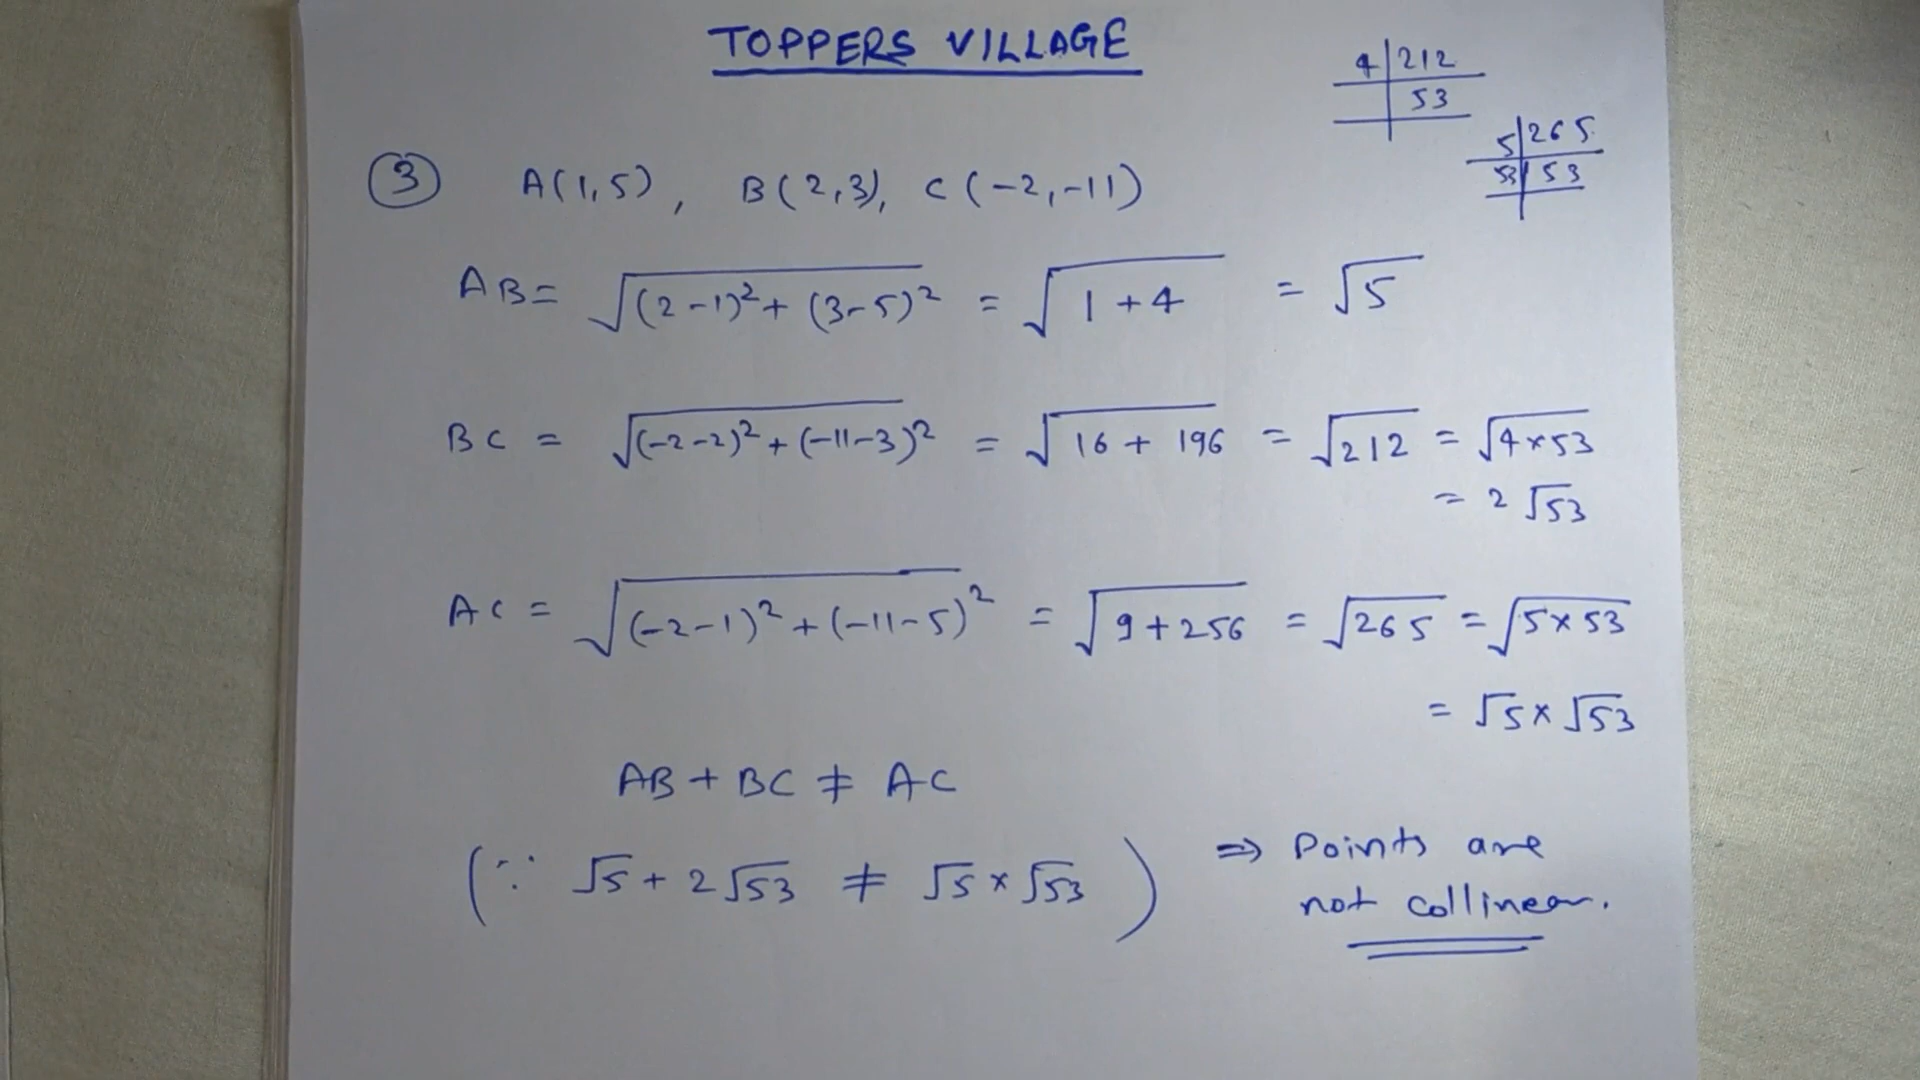 TOPPERS VILLAGE
4 | 212
53
5 | 265
53 | 53
③ A(1,5), B(2,3), C(-2,-11)
AB= √(2-1)²+(3-5)² = √1+4 = √5
BC = √(-2-2)²+(-11-3)² = √16+196 = √212 = √4×53
= 2√53
AC = √(-2-1)²+(-11-5)² = √9+256 = √265 = √5×53
= √5×√53
AB+BC ≠ AC
(∵ √5+2√53 ≠ √5×√53) ⇒ Points are
not collinear.